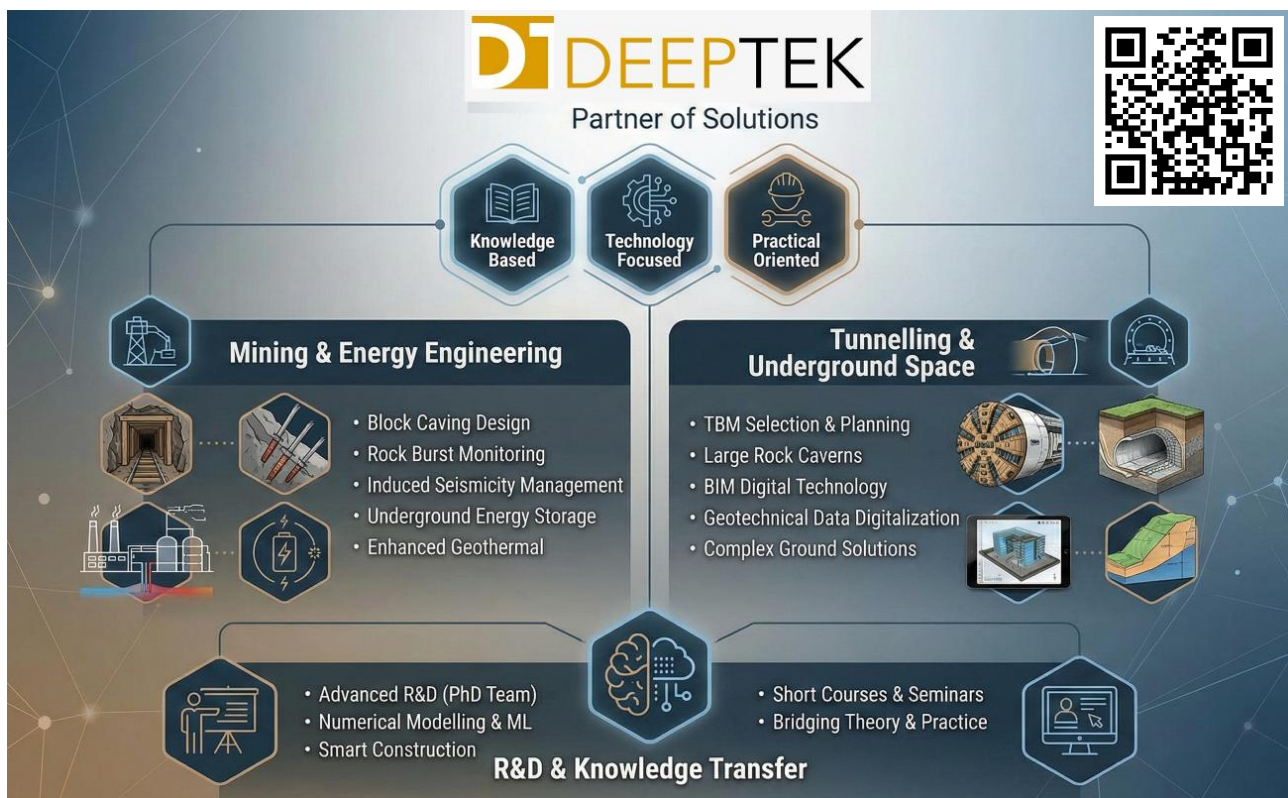 DEEPTEK
Partner of Solutions
Knowledge
Based
Technology
Focused
Practical
Oriented
Mining & Energy Engineering
• Block Caving Design
• Rock Burst Monitoring
• Induced Seismicity Management
• Underground Energy Storage
• Enhanced Geothermal
Tunnelling &
Underground Space
• TBM Selection & Planning
• Large Rock Caverns
• BIM Digital Technology
• Geotechnical Data Digitalization
• Complex Ground Solutions
• Advanced R&D (PhD Team)
• Numerical Modelling & ML
• Smart Construction
• Short Courses & Seminars
• Bridging Theory & Practice
R&D & Knowledge Transfer